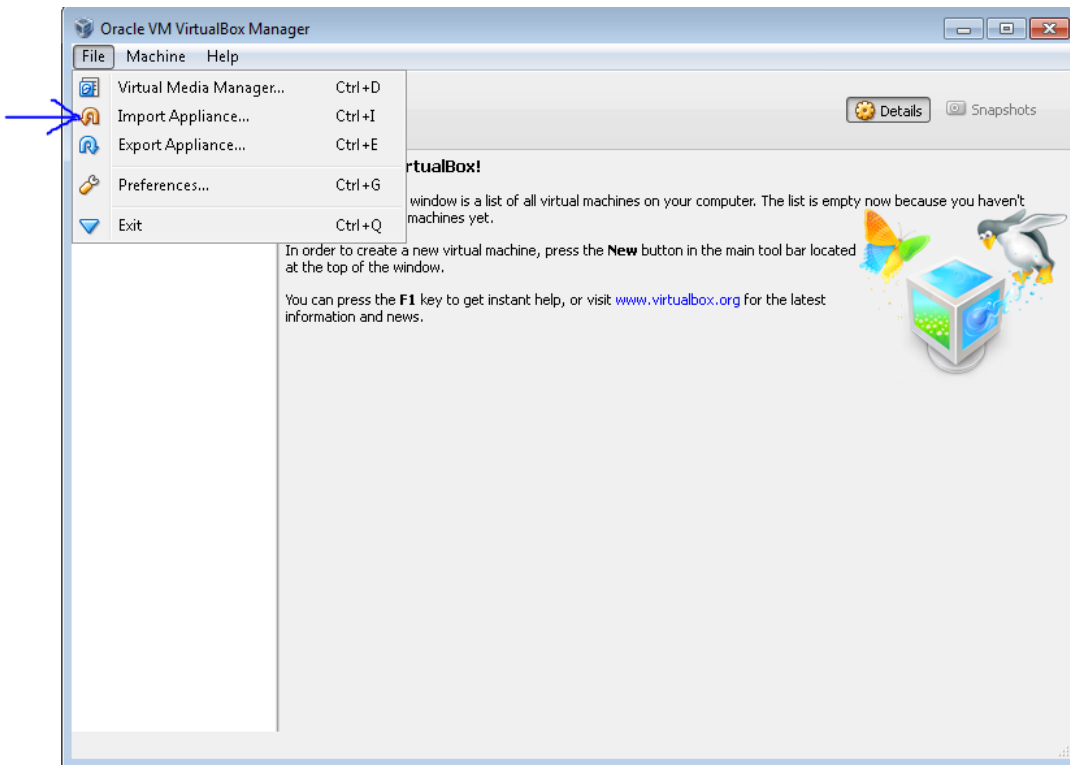 Oracle VM VirtualBox Manager
File Machine Help
Virtual Media Manager... Ctrl+D
Import Appliance... Ctrl+I
Export Appliance... Ctrl+E
Preferences... Ctrl+G
Exit Ctrl+Q
Details Snapshots
rtualBox!
window is a list of all virtual machines on your computer. The list is empty now because you haven't
machines yet.
In order to create a new virtual machine, press the New button in the main tool bar located
at the top of the window.
You can press the F1 key to get instant help, or visit www.virtualbox.org for the latest
information and news.